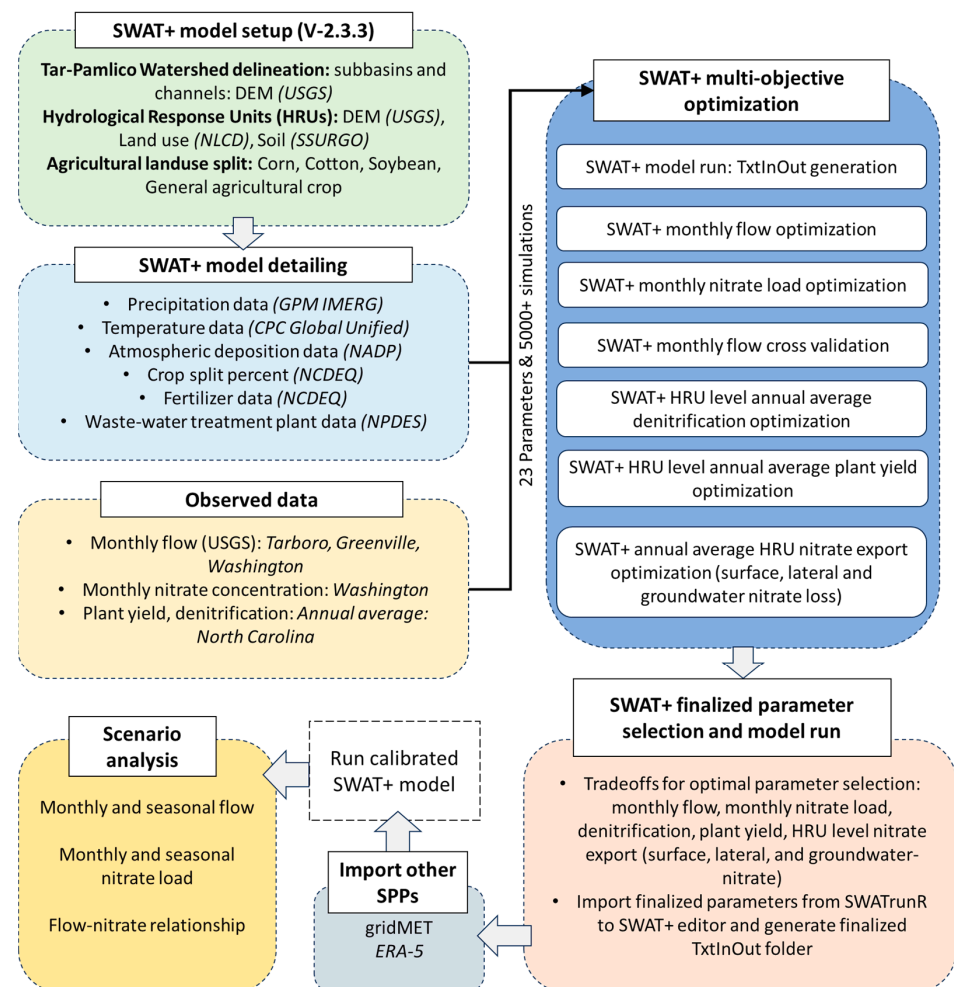 SWAT+ model setup (V-2.3.3)
Tar-Pamlico Watershed delineation: subbasins and
channels: DEM (USGS)
Hydrological Response Units (HRUs): DEM (USGS),
Land use (NLCD), Soil (SSURGO)
Agricultural landuse split: Corn, Cotton, Soybean,
General agricultural crop
SWAT+ model detailing
• Precipitation data (GPM IMERG)
• Temperature data (CPC Global Unified)
• Atmospheric deposition data (NADP)
• Crop split percent (NCDEQ)
• Fertilizer data (NCDEQ)
• Waste-water treatment plant data (NPDES)
Observed data
• Monthly flow (USGS): Tarboro, Greenville,
Washington
• Monthly nitrate concentration: Washington
• Plant yield, denitrification: Annual average:
North Carolina
23 Parameters & 5000+ simulations
SWAT+ multi-objective
optimization
SWAT+ model run: TxtInOut generation
SWAT+ monthly flow optimization
SWAT+ monthly nitrate load optimization
SWAT+ monthly flow cross validation
SWAT+ HRU level annual average
denitrification optimization
SWAT+ HRU level annual average plant yield
optimization
SWAT+ annual average HRU nitrate export
optimization (surface, lateral and
groundwater nitrate loss)
SWAT+ finalized parameter
selection and model run
• Tradeoffs for optimal parameter selection:
monthly flow, monthly nitrate load,
denitrification, plant yield, HRU level nitrate
export (surface, lateral, and groundwater-
nitrate)
• Import finalized parameters from SWATrunR
to SWAT+ editor and generate finalized
TxtInOut folder
Import other
SPPs
gridMET
ERA-5
Run calibrated
SWAT+ model
Scenario
analysis
Monthly and seasonal flow
Monthly and seasonal
nitrate load
Flow-nitrate relationship